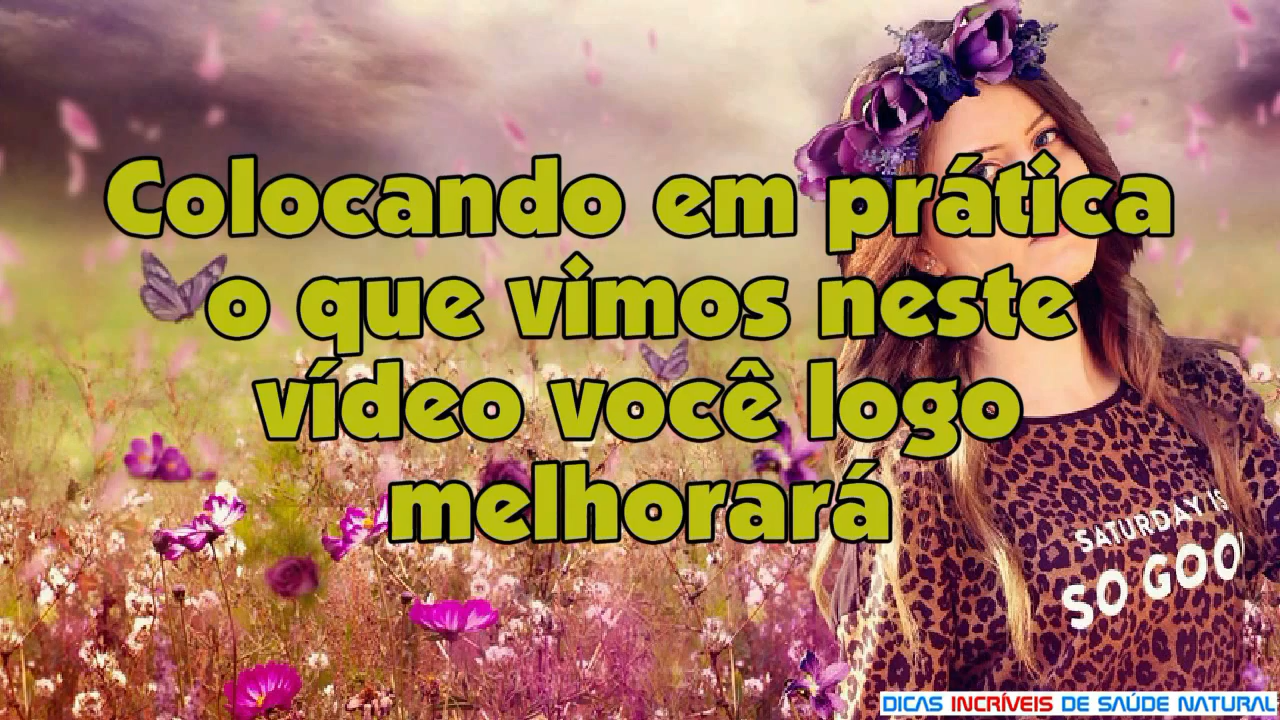 Colocando em prática
o que vimos neste
vídeo você logo
melhorará
SATURDAY IS
SO GOO
DICAS INCRÍVEIS DE SAÚDE NATURAL